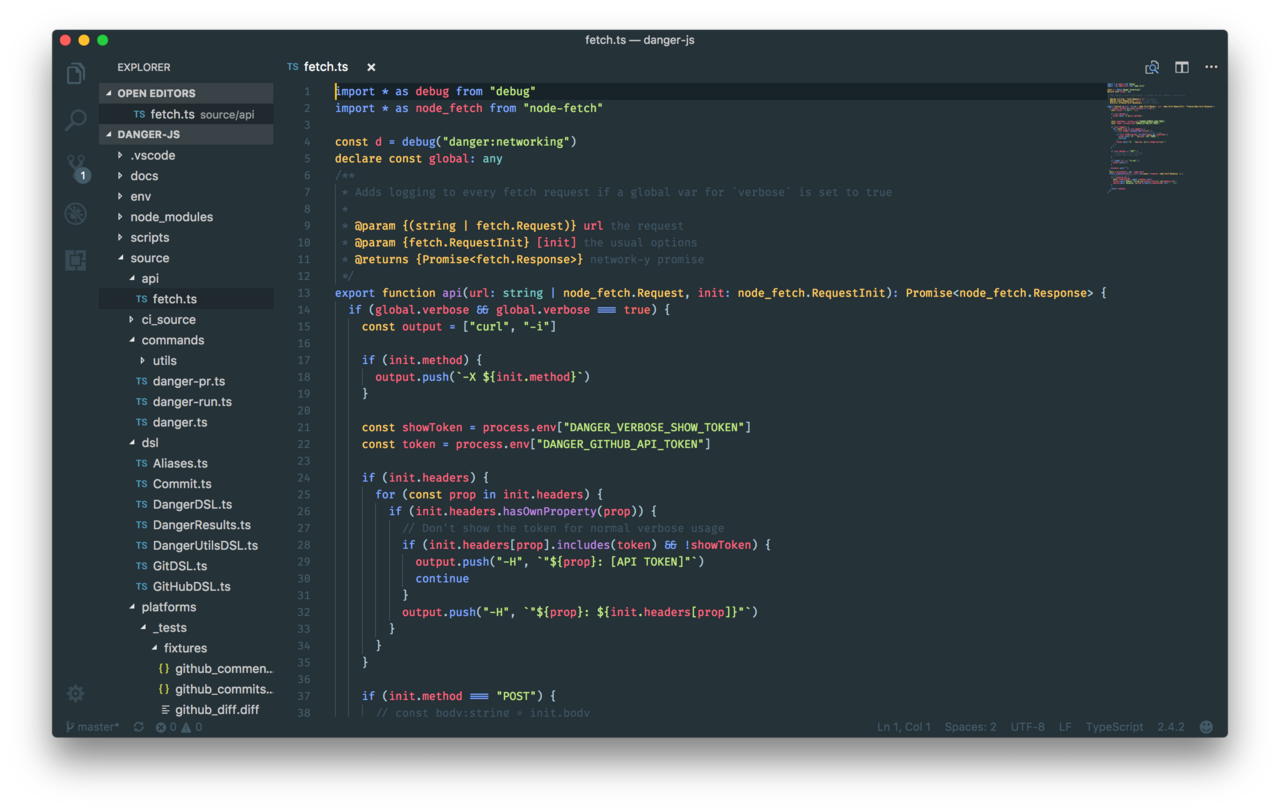 fetch.ts — danger-js
EXPLORER
OPEN EDITORS
TS fetch.ts source/api
DANGER-JS
.vscode
docs
env
node_modules
scripts
source
api
TS fetch.ts
ci_source
commands
utils
TS danger-pr.ts
TS danger-run.ts
TS danger.ts
dsl
TS Aliases.ts
TS Commit.ts
TS DangerDSL.ts
TS DangerResults.ts
TS DangerUtilsDSL.ts
TS GitDSL.ts
TS GitHubDSL.ts
platforms
_tests
fixtures
{} github_commen...
{} github_commits...
github_diff.diff
1
TS fetch.ts ×
1 import * as debug from "debug"
2 import * as node_fetch from "node-fetch"
3
4 const d = debug("danger:networking")
5 declare const global: any
6 /**
7  * Adds logging to every fetch request if a global var for `verbose` is set to true
8  *
9  * @param {(string | fetch.Request)} url the request
10  * @param {fetch.RequestInit} [init] the usual options
11  * @returns {Promise<fetch.Response>} network-y promise
12  */
13 export function api(url: string | node_fetch.Request, init: node_fetch.RequestInit): Promise<node_fetch.Response> {
14   if (global.verbose && global.verbose === true) {
15     const output = ["curl", "-i"]
16
17     if (init.method) {
18       output.push(`-X ${init.method}`)
19     }
20
21     const showToken = process.env["DANGER_VERBOSE_SHOW_TOKEN"]
22     const token = process.env["DANGER_GITHUB_API_TOKEN"]
23
24     if (init.headers) {
25       for (const prop in init.headers) {
26         if (init.headers.hasOwnProperty(prop)) {
27           // Don't show the token for normal verbose usage
28           if (init.headers[prop].includes(token) && !showToken) {
29             output.push("-H", `"${prop}: [API TOKEN]"`)
30             continue
31           }
32           output.push("-H", `"${prop}: ${init.headers[prop]}"`)
33         }
34       }
35     }
36
37     if (init.method === "POST") {
38       // const body:string = init.body
master* 0 0
Ln 1, Col 1 Spaces: 2 UTF-8 LF TypeScript 2.4.2